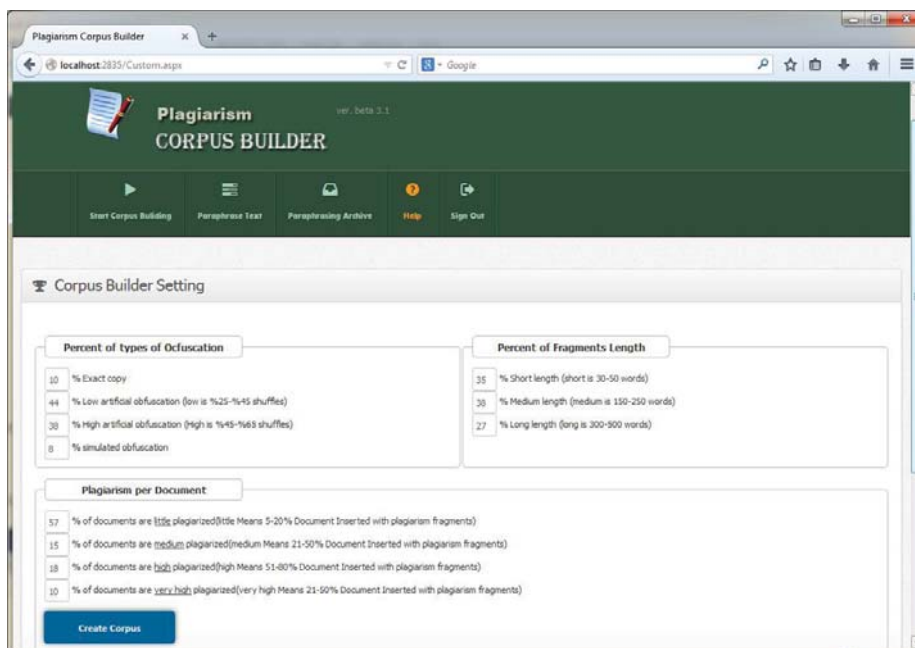 Plagiarism Corpus Builder
localhost:2835/Custom.aspx
Google
Plagiarism
ver. beta 3.1
CORPUS BUILDER
Start Corpus Building
Paraphrase Text
Paraphrasing Archive
Help
Sign Out
Corpus Builder Setting
Percent of types of Ocfuscation
10 % Exact copy
44 % Low artificial obfuscation (low is %25-%45 shuffles)
38 % High artificial obfuscation (High is %45-%65 shuffles)
8 % simulated obfuscation
Percent of Fragments Length
35 % Short length (short is 30-50 words)
38 % Medium length (medium is 150-250 words)
27 % Long length (long is 300-500 words)
Plagiarism per Document
57 % of documents are little plagiarized(little Means 5-20% Document Inserted with plagiarism fragments)
15 % of documents are medium plagiarized(medium Means 21-50% Document Inserted with plagiarism fragments)
18 % of documents are high plagiarized(high Means 51-80% Document Inserted with plagiarism fragments)
10 % of documents are very high plagiarized(very high Means 21-50% Document Inserted with plagiarism fragments)
Create Corpus